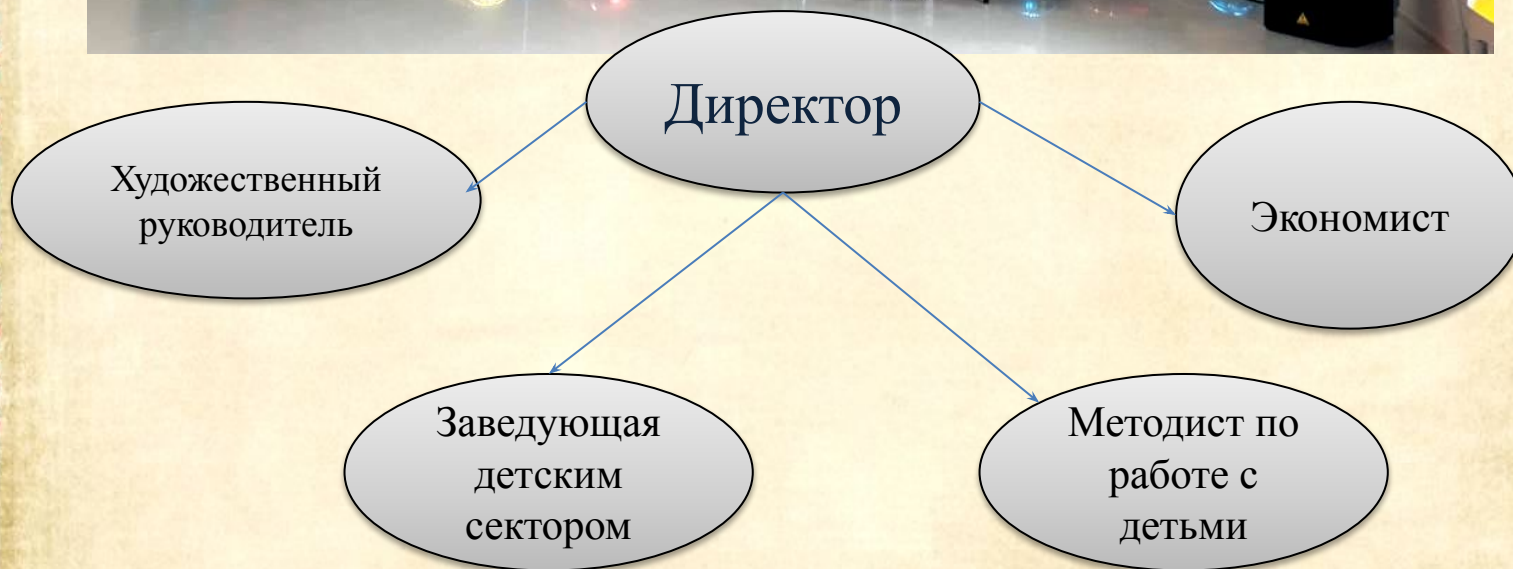 Директор
Художественный
руководитель
Экономист
Заведующая
детским
сектором
Методист по
работе с
детьми